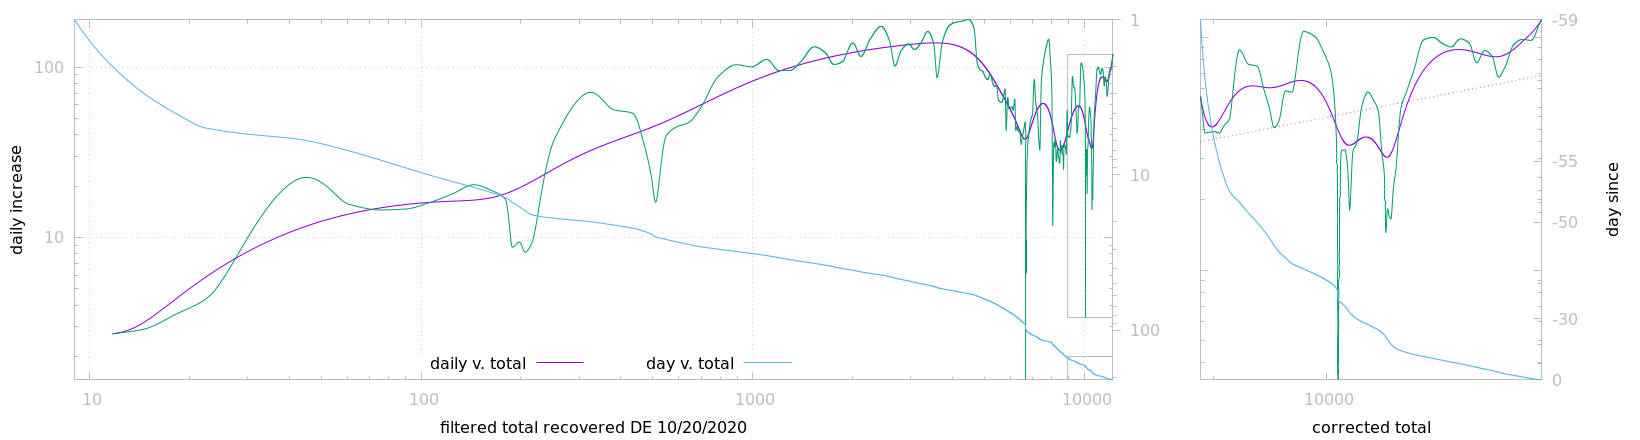 daily increase
100
10
daily v. total
day v. total
10
100
1000
10000
filtered total recovered DE 10/20/2020
1
10
100
10000
corrected total
-59
-55
-50
-30
0
day since